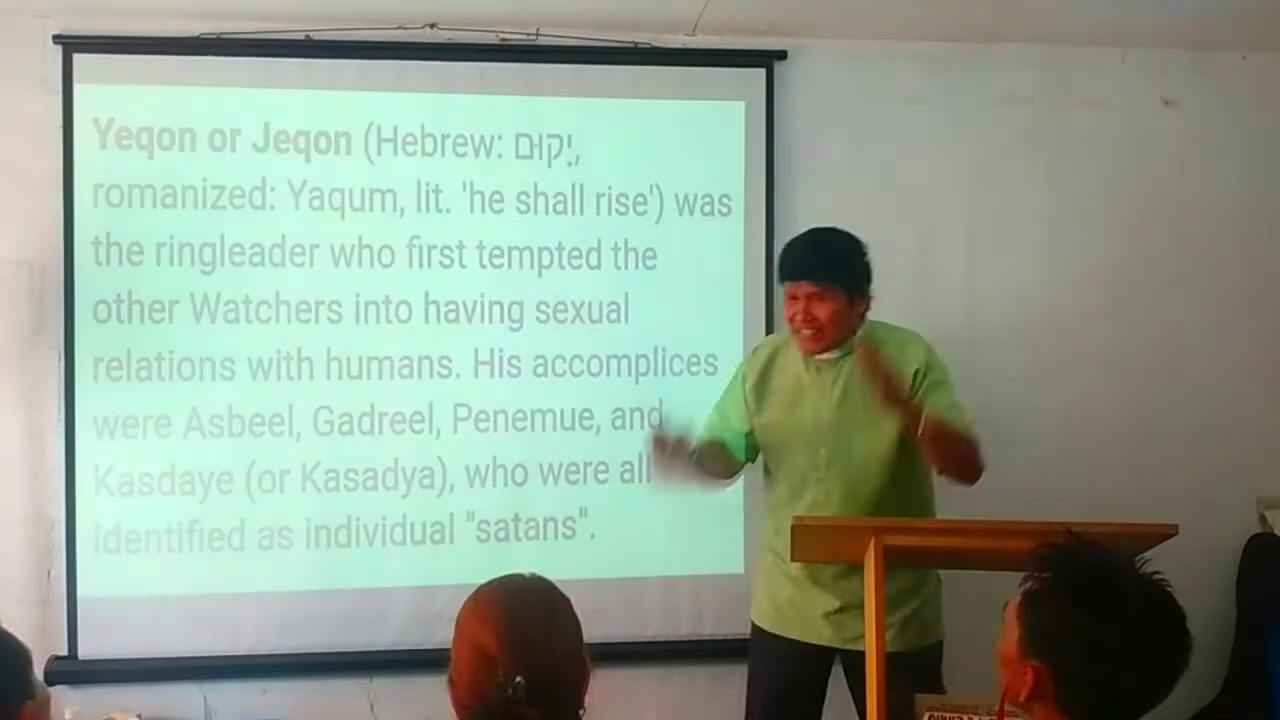 Yeqon or Jeqon (Hebrew: יָקוּם,
romanized: Yaqum, lit. 'he shall rise') was
the ringleader who first tempted the
other Watchers into having sexual
relations with humans. His accomplices
were Asbeel, Gadreel, Penemue, and
Kasdaye (or Kasadya), who were all
identified as individual "satans".